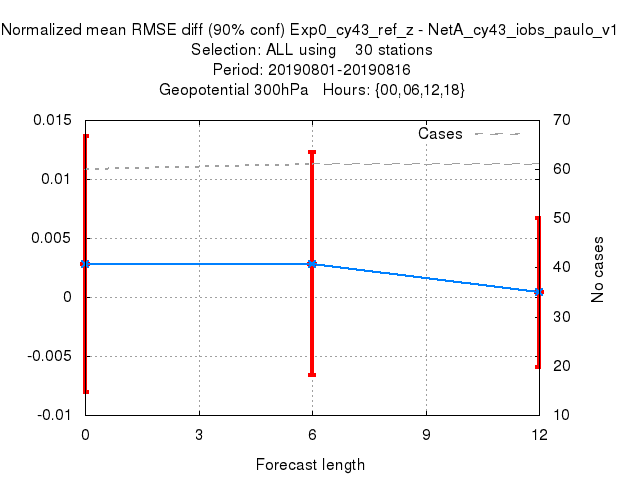 Normalized mean RMSE diff (90% conf) Exp0_cy43_ref_z - NetA_cy43_iobs_paulo_v1
Selection: ALL using    30 stations
Period: 20190801-20190816
Geopotential 300hPa   Hours: {00,06,12,18}
Cases
0.015
0.01
0.005
0
-0.005
-0.01
70
60
50
40
30
20
10
No cases
0 3 6 9 12
Forecast length